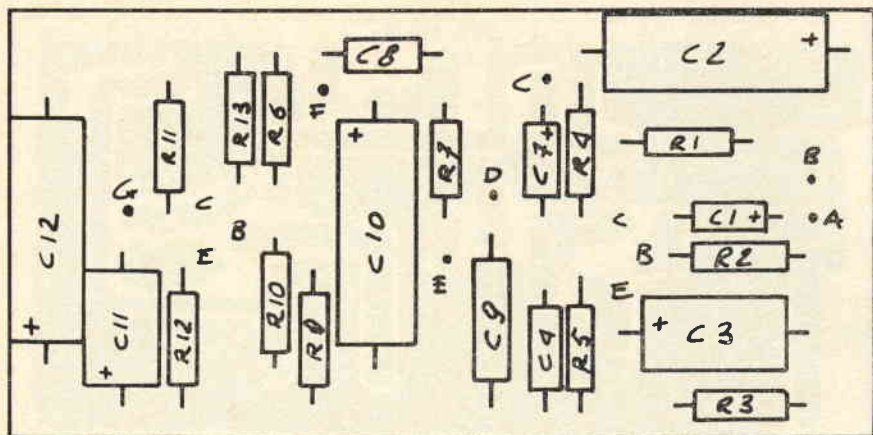 C8
C2
+
C
R13
R6
R11
+
R7
C7+
R4
R1
B
D
G
C
C12
B
C10
C
C1+
A
E
B
R2
E
R10
C11
R12
C9
C4
R5
+
C3
+
+
R3